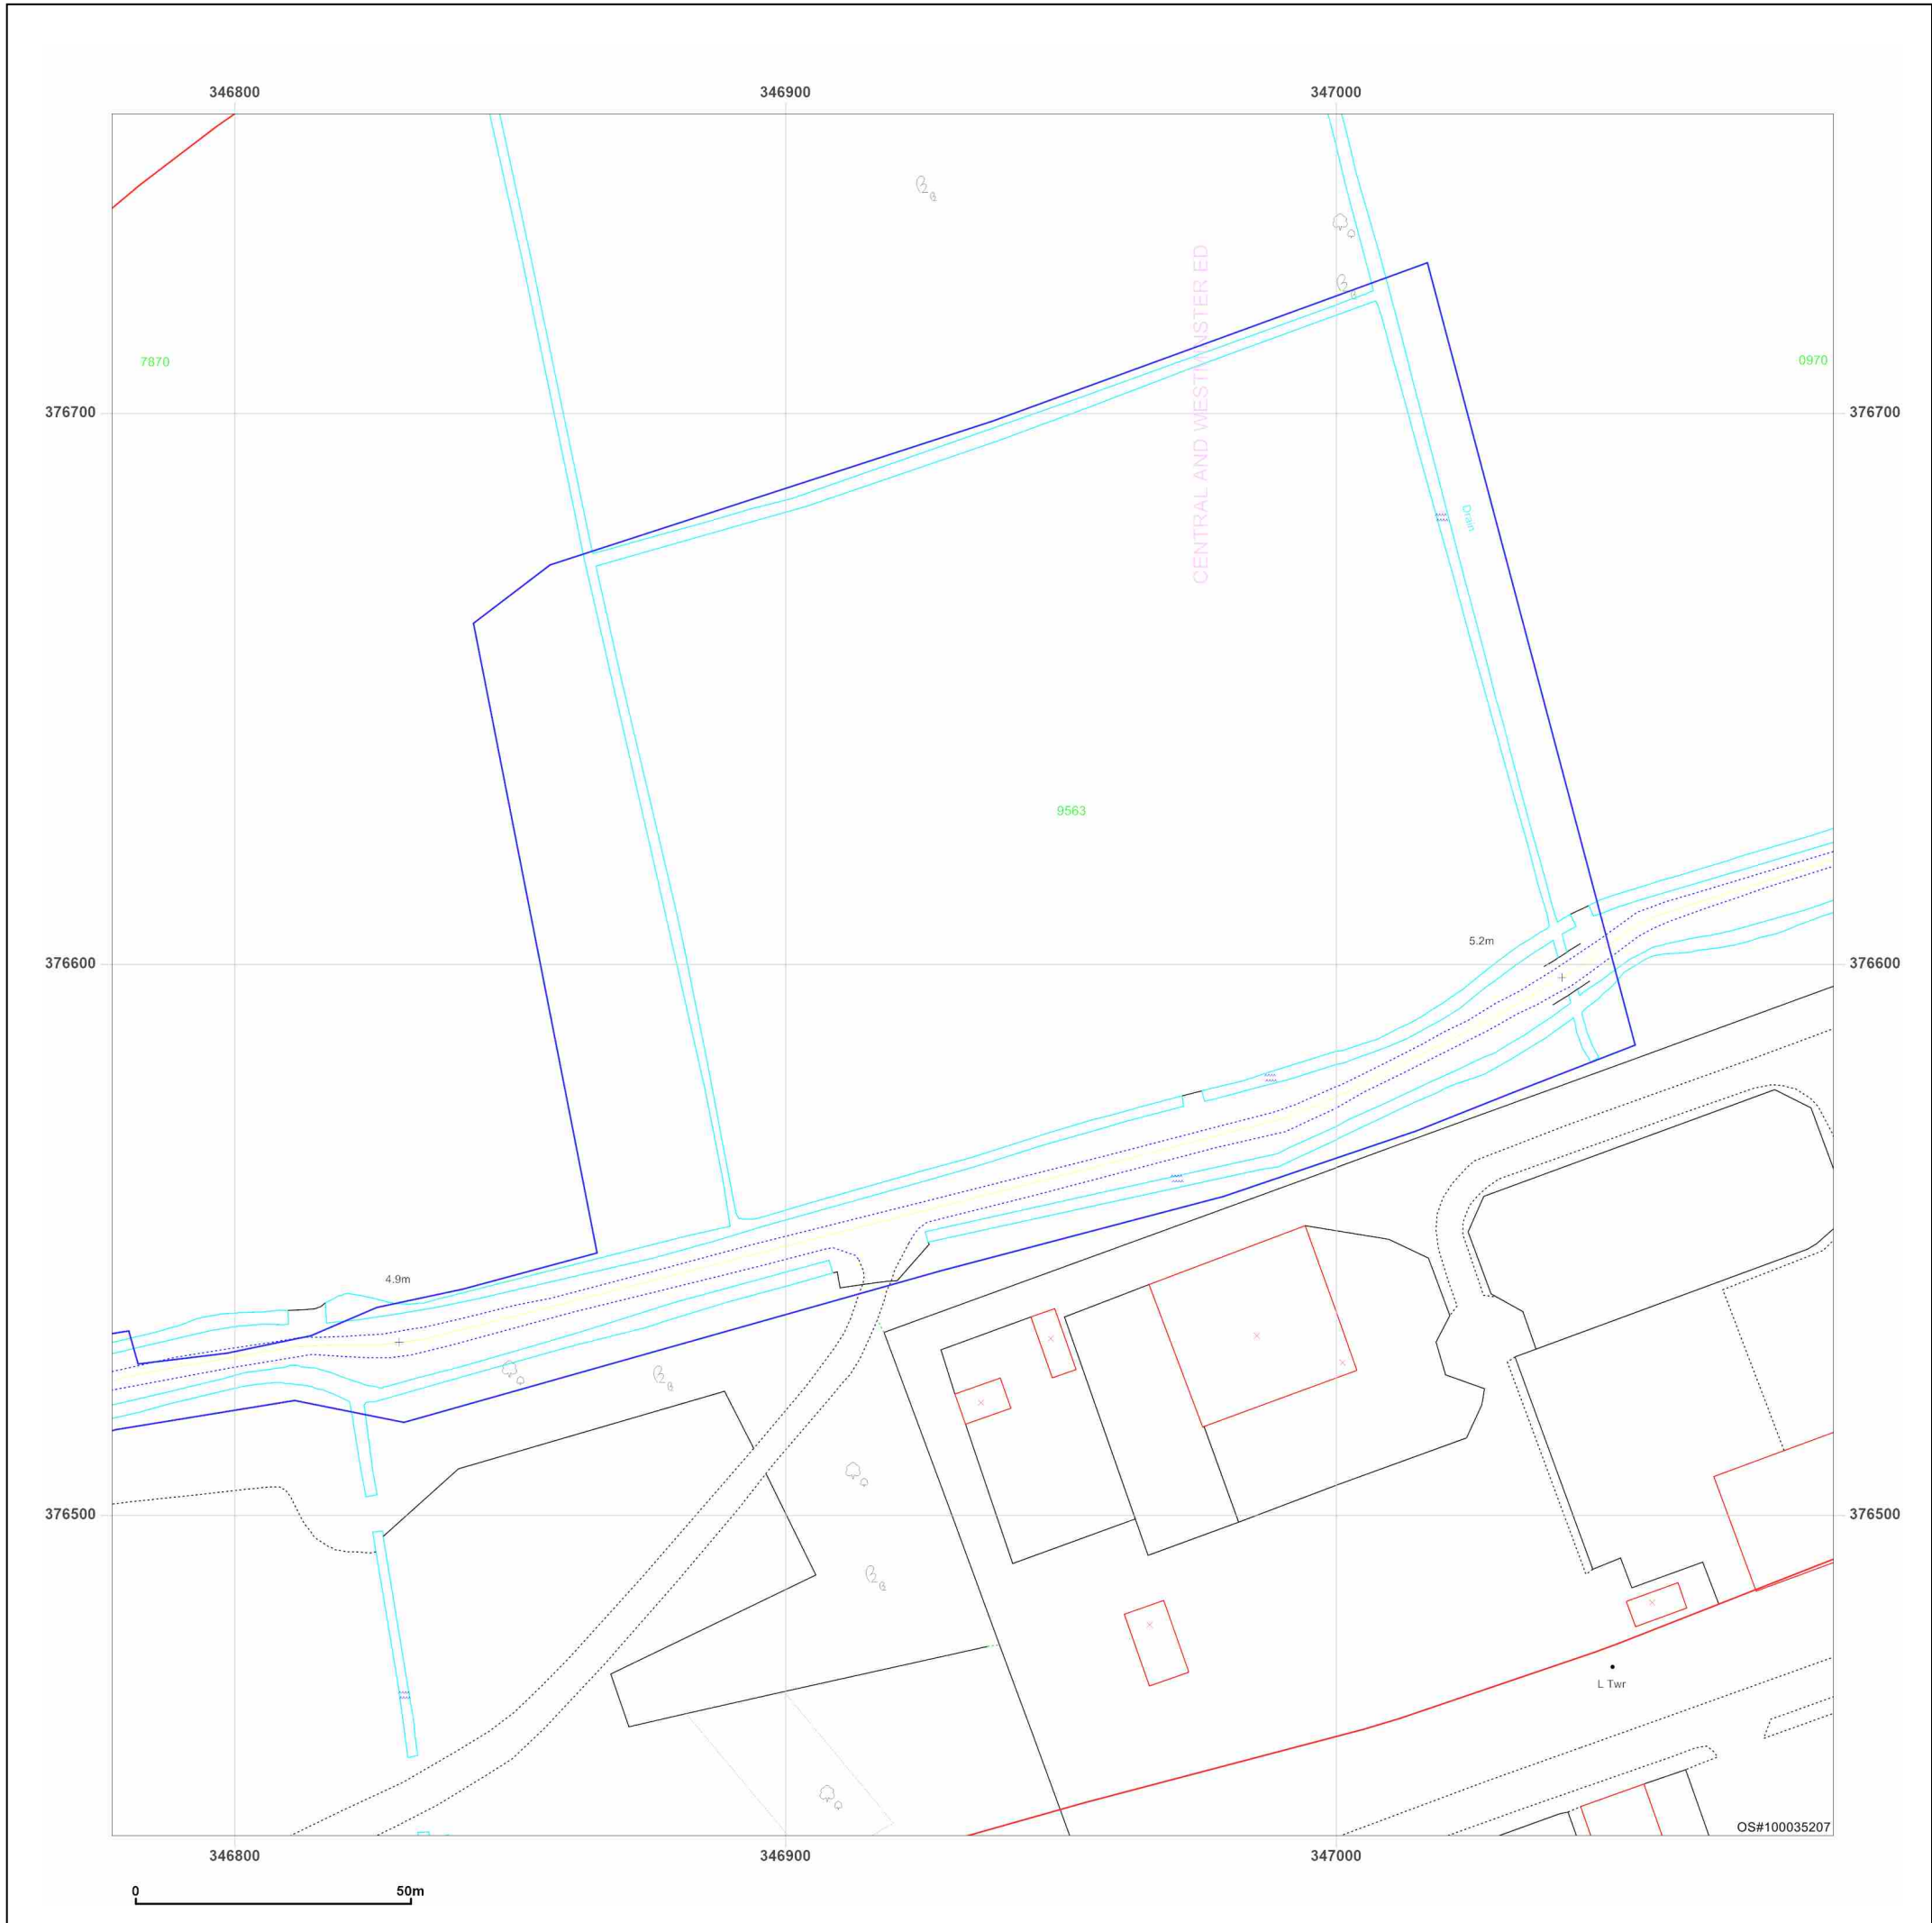 346800 346900 347000
CENTRAL AND WESTMINSTER ED
7870
0970
376700 376700
Drain
9563
5.2m
376600 376600
4.9m
376500 376500
L Twr
OS#100035207
346800 346900 347000
0 50m